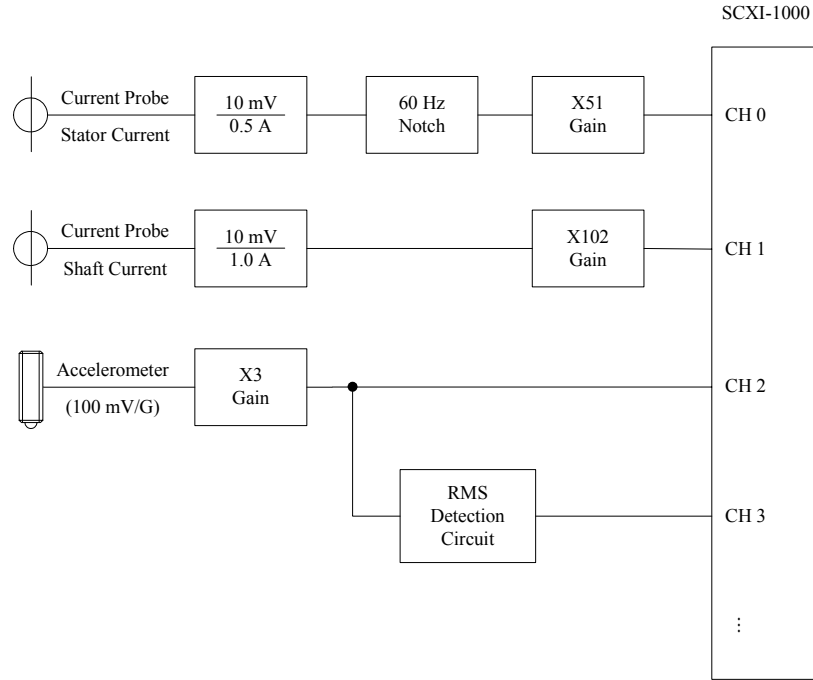 SCXI-1000
Current Probe
Stator Current
10 mV
0.5 A
60 Hz
Notch
X51
Gain
CH 0
Current Probe
Shaft Current
10 mV
1.0 A
X102
Gain
CH 1
Accelerometer
(100 mV/G)
X3
Gain
CH 2
RMS
Detection
Circuit
CH 3
⋮